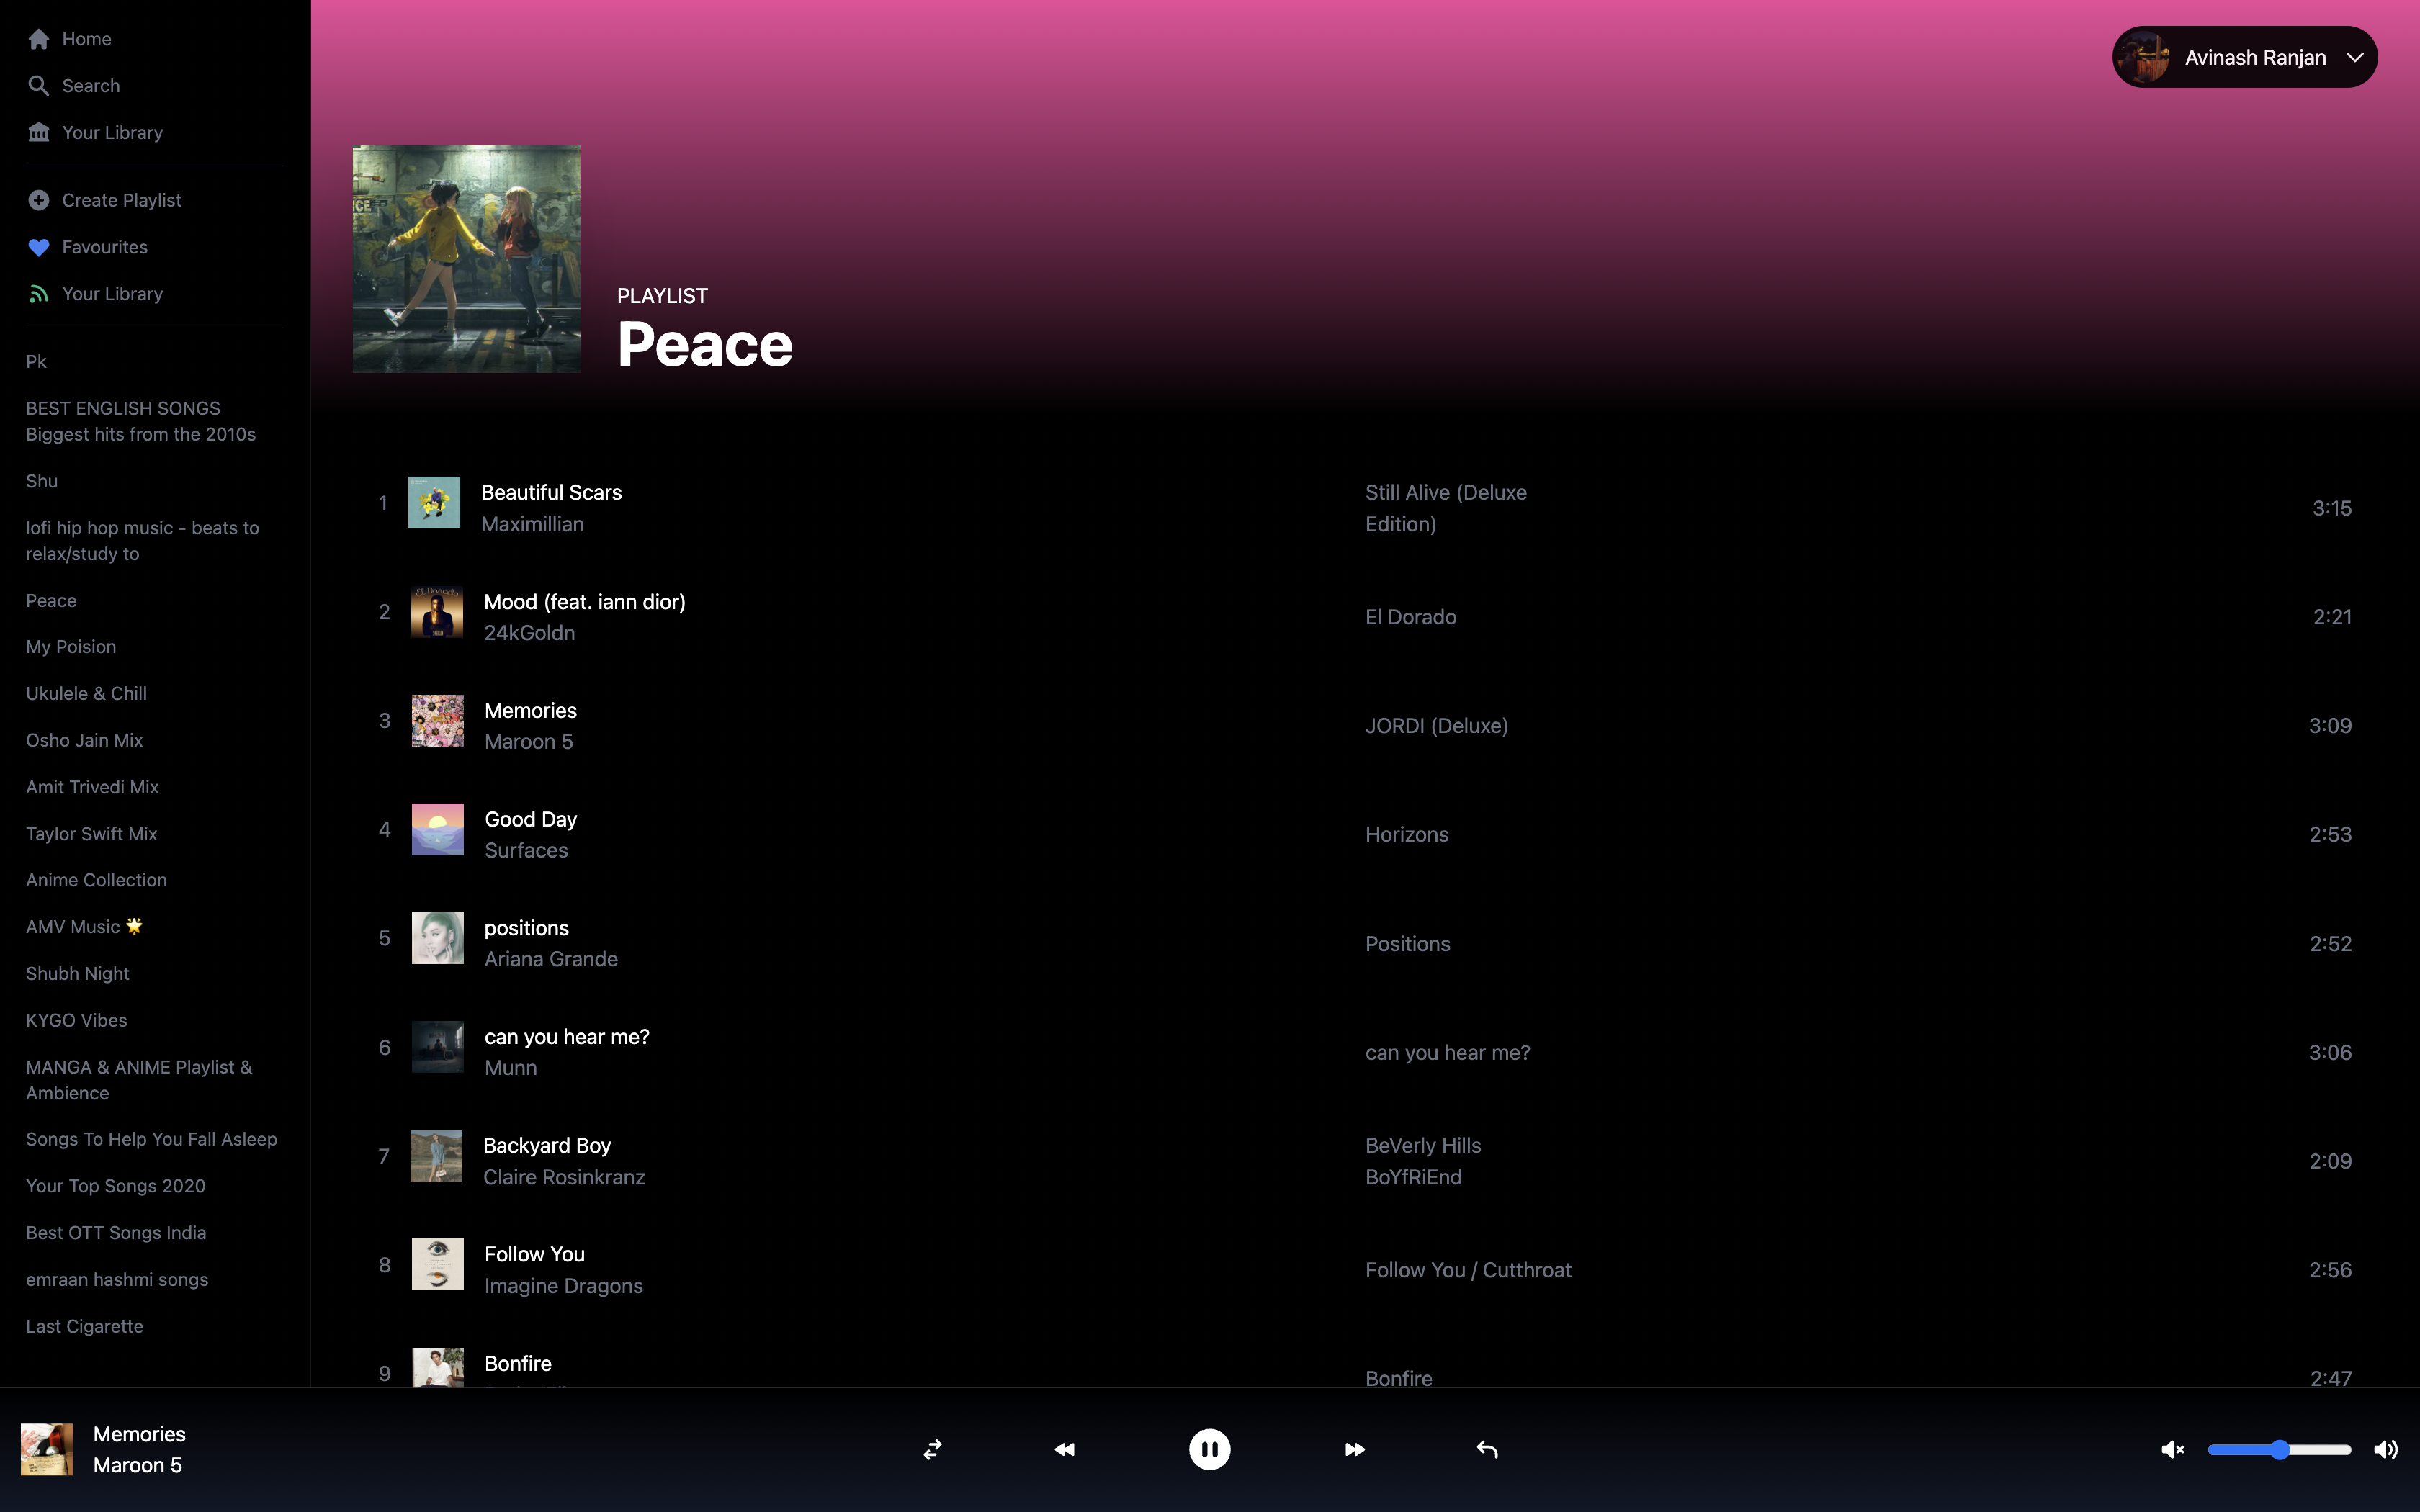 Home
Search
Your Library
Create Playlist
Favourites
Your Library
Pk
BEST ENGLISH SONGS
Biggest hits from the 2010s
Shu
lofi hip hop music - beats to
relax/study to
Peace
My Poision
Ukulele & Chill
Osho Jain Mix
Amit Trivedi Mix
Taylor Swift Mix
Anime Collection
AMV Music 🌟
Shubh Night
KYGO Vibes
MANGA & ANIME Playlist &
Ambience
Songs To Help You Fall Asleep
Your Top Songs 2020
Best OTT Songs India
emraan hashmi songs
Last Cigarette
Avinash Ranjan
PLAYLIST
Peace
1 Beautiful Scars
Maximillian
Still Alive (Deluxe
Edition)
3:15
2 Mood (feat. iann dior)
24kGoldn
El Dorado
2:21
3 Memories
Maroon 5
JORDI (Deluxe)
3:09
4 Good Day
Surfaces
Horizons
2:53
5 positions
Ariana Grande
Positions
2:52
6 can you hear me?
Munn
can you hear me?
3:06
7 Backyard Boy
Claire Rosinkranz
BeVerly Hills
BoYfRiEnd
2:09
8 Follow You
Imagine Dragons
Follow You / Cutthroat
2:56
9 Bonfire
Bonfire
2:47
Memories
Maroon 5